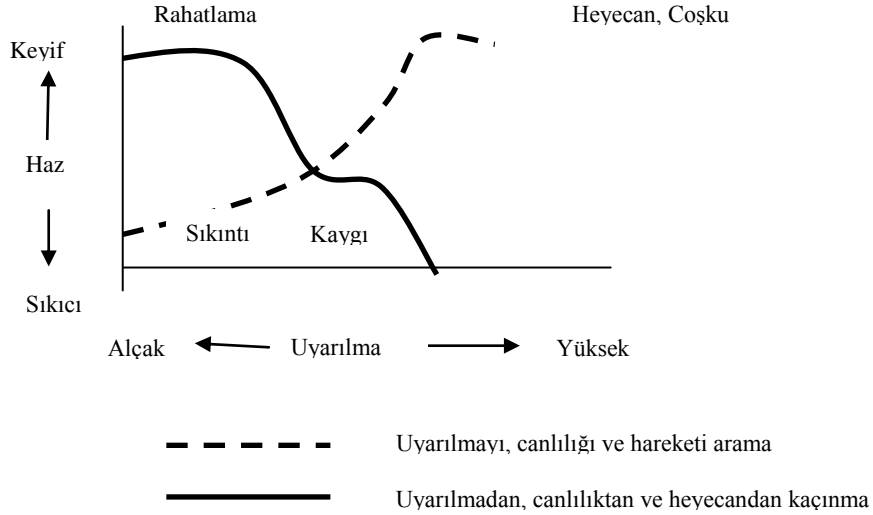 Rahatlama Heyecan, Coşku
Keyif
Haz
Sıkıntı Kaygı
Sıkıcı
Alçak Uyarılma Yüksek
Uyarılmayı, canlılığı ve hareketi arama
Uyarılmadan, canlılıktan ve heyecandan kaçınma